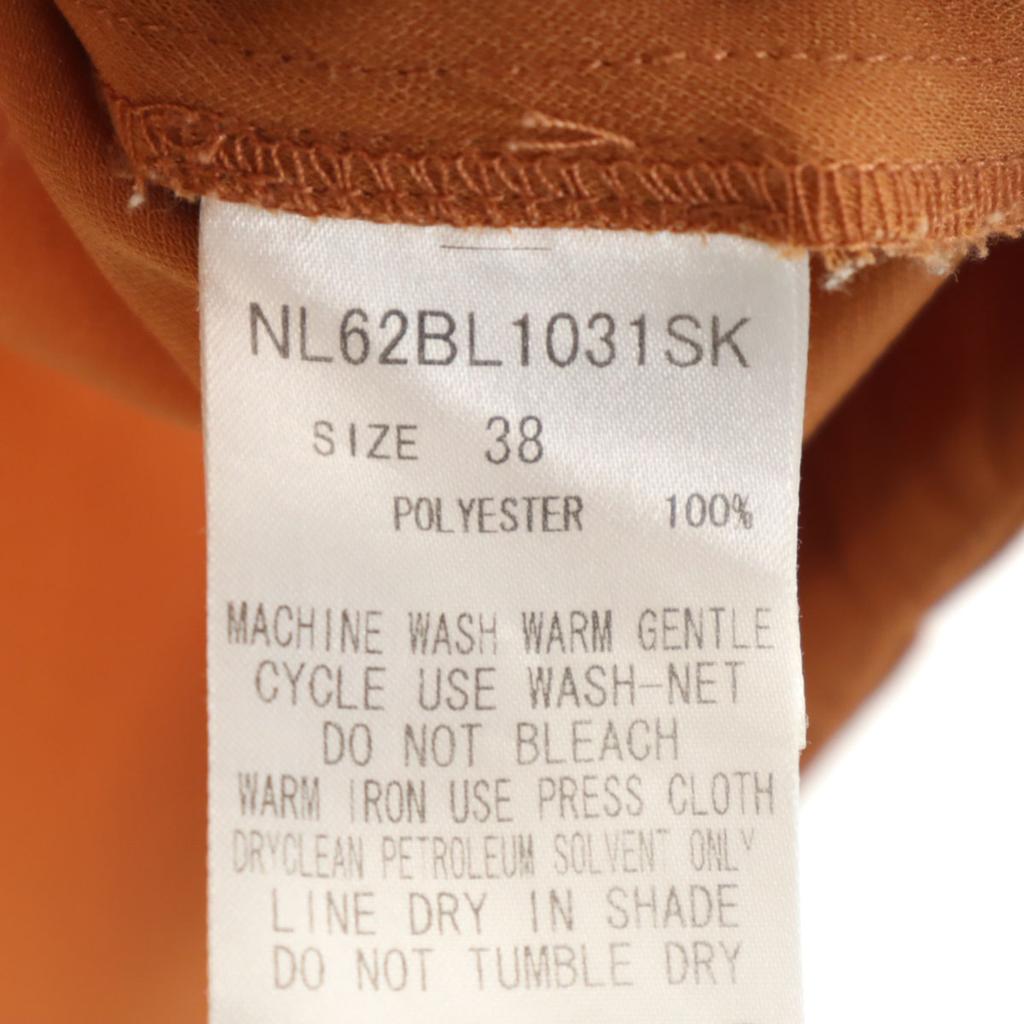 NL62BL1031SK
SIZE 38
POLYESTER 100%
MACHINE WASH WARM GENTLE
CYCLE USE WASH-NET
DO NOT BLEACH
WARM IRON USE PRESS CLOTH
DRYCLEAN PETROLEUM SOLVENT ONLY
LINE DRY IN SHADE
DO NOT TUMBLE DRY